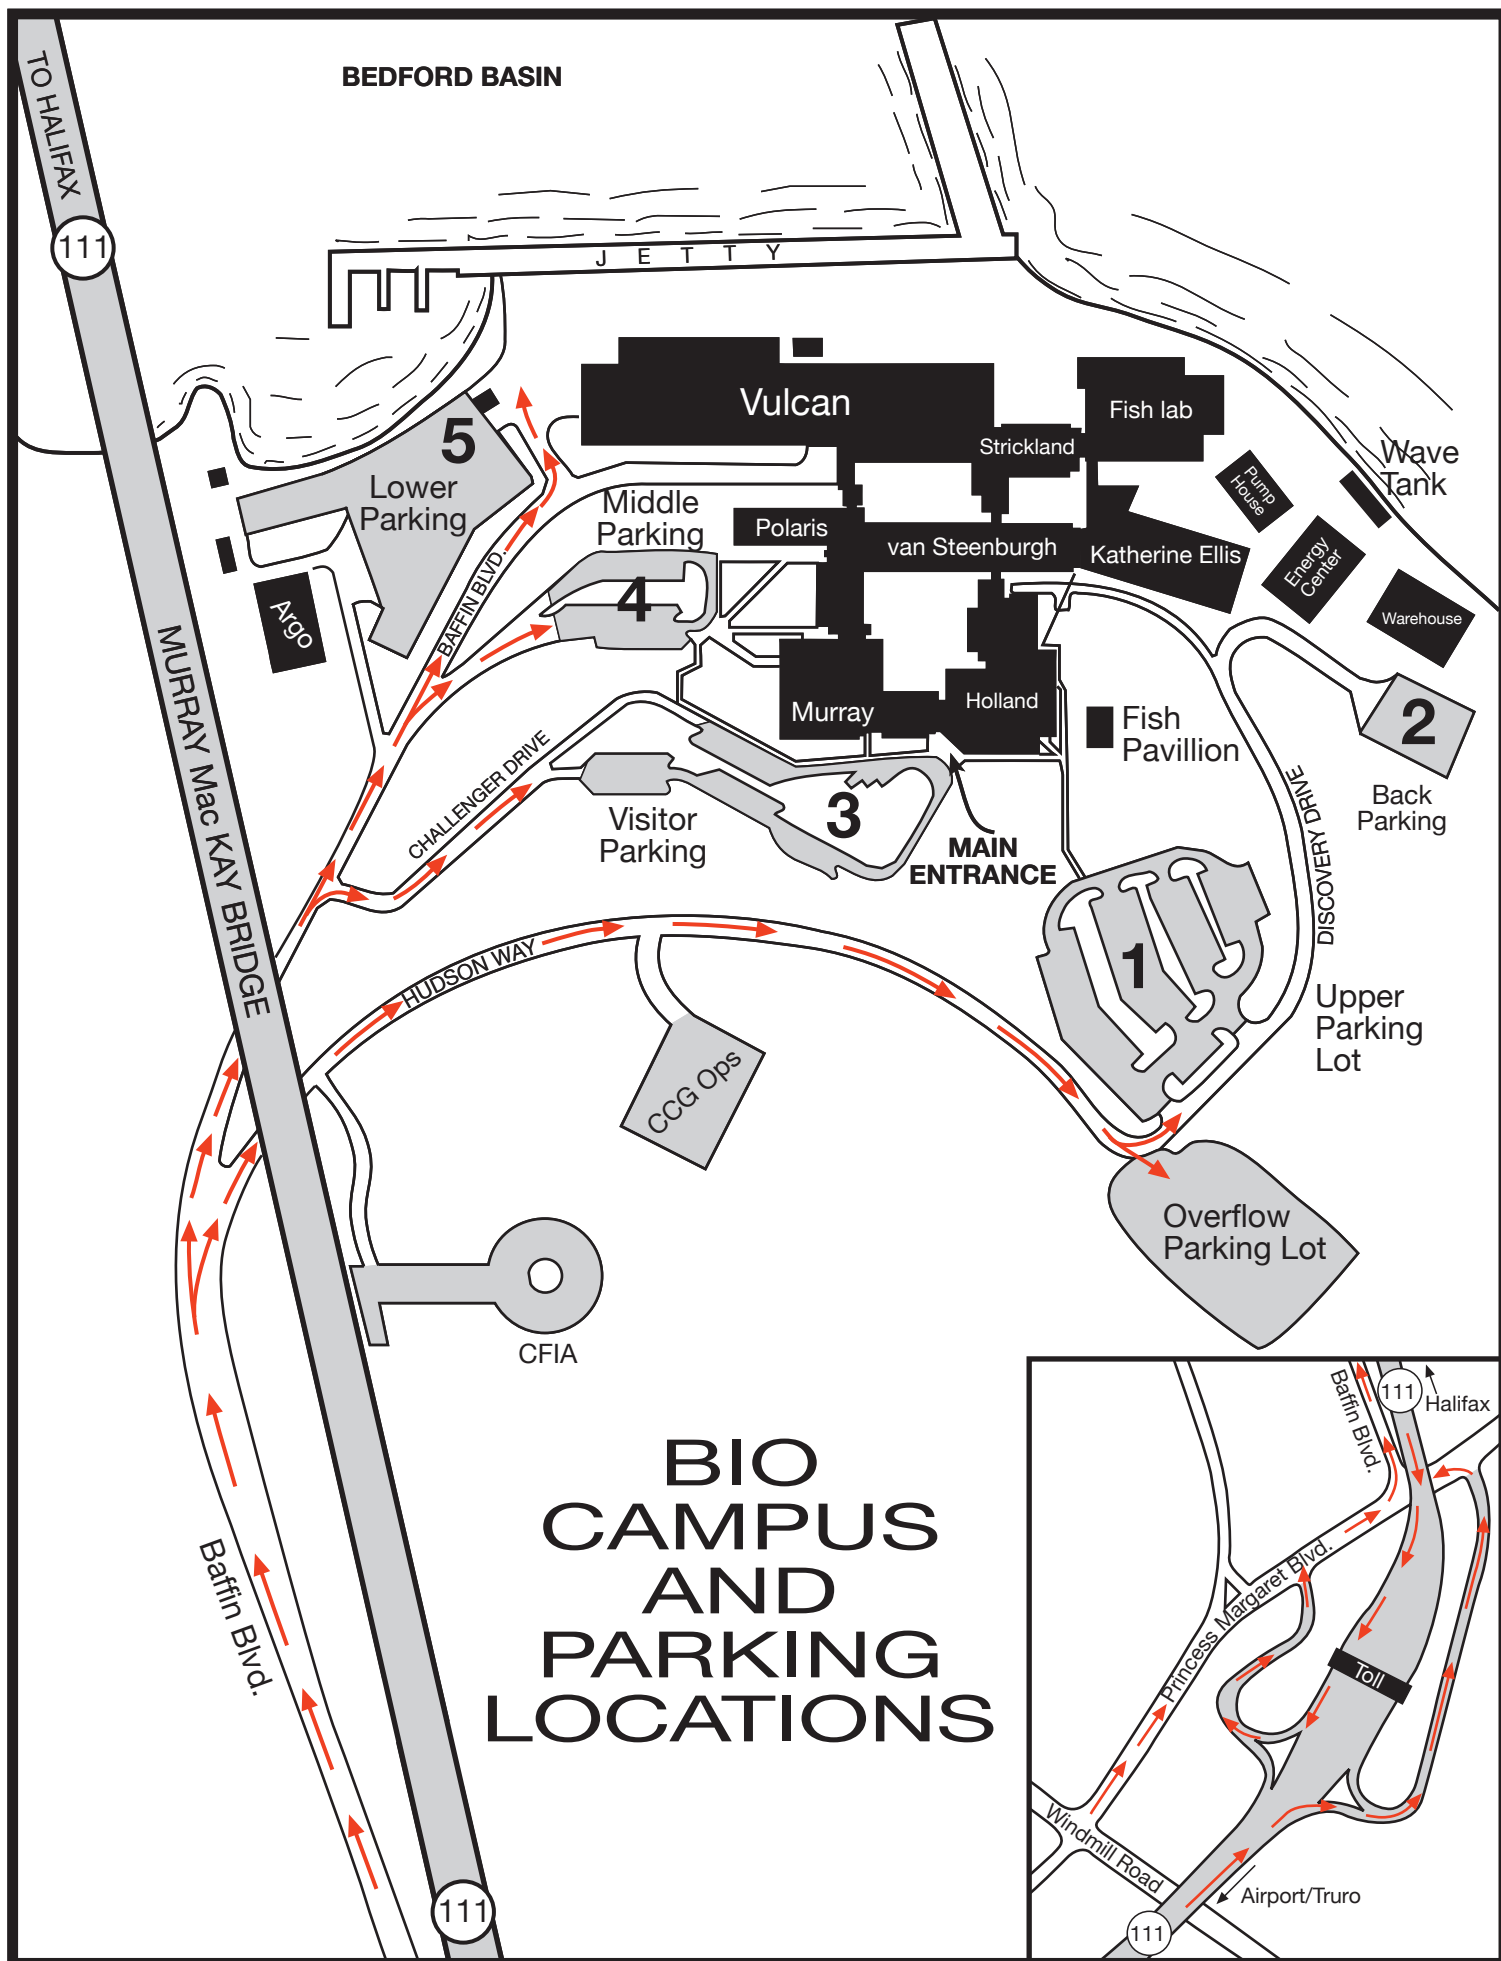 TO HALIFAX
BEDFORD BASIN
111
JETTY
Vulcan
Fish lab
Strickland
Wave
Tank
5
Lower
Parking
Middle
Parking
Polaris
van Steenburgh
Katherine Ellis
Pump
House
Energy
Center
Warehouse
4
BAFFIN BLVD.
Argo
MURRAY Mac KAY BRIDGE
Murray
Holland
Fish
Pavillion
2
Back
Parking
CHALLENGER DRIVE
Visitor
Parking
3
MAIN
ENTRANCE
DISCOVERY DRIVE
1
HUDSON WAY
Upper
Parking
Lot
CCG Ops
Overflow
Parking Lot
CFIA
BIO
CAMPUS
AND
PARKING
LOCATIONS
Baffin Blvd.
111
Baffin Blvd.
111
Halifax
Princess Margaret Blvd.
Toll
Windmill Road
Airport/Truro
111